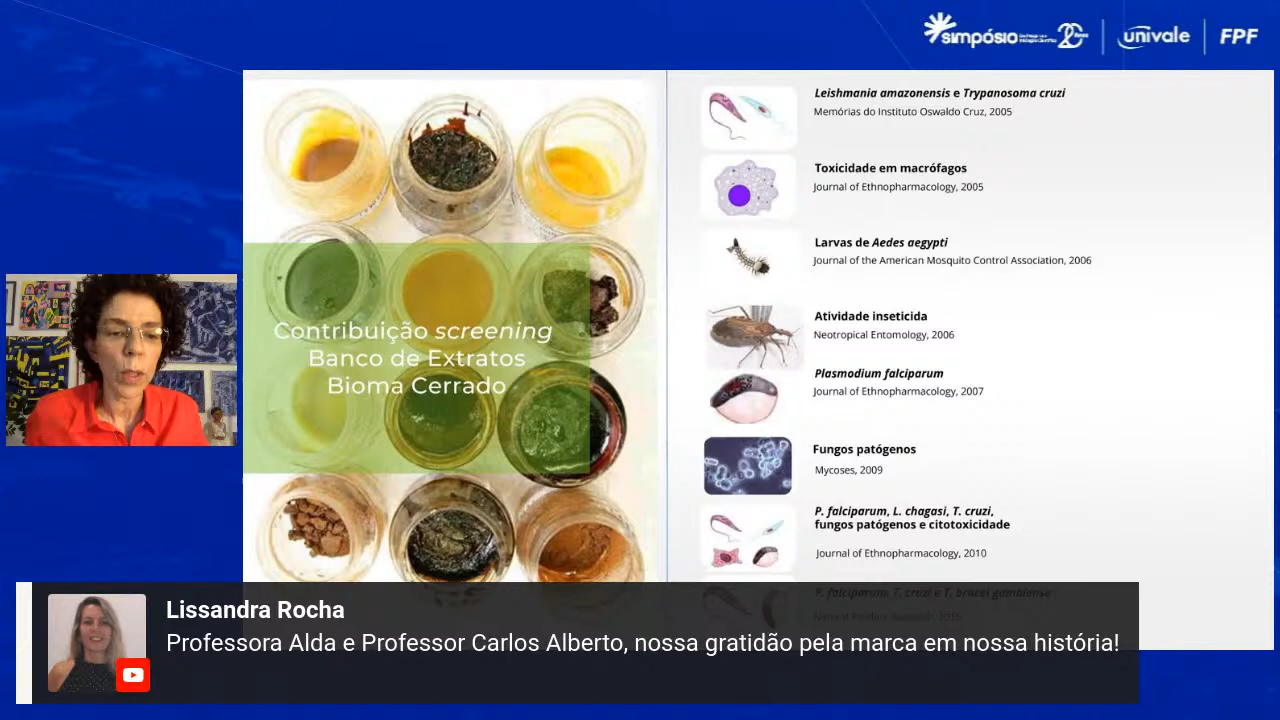 simpósio
univale
FPF
Leishmania amazonensis e Trypanosoma cruzi
Memórias do Instituto Oswaldo Cruz, 2005
Toxicidade em macrófagos
Journal of Ethnopharmacology, 2005
Larvas de Aedes aegypti
Journal of the American Mosquito Control Association, 2006
Atividade inseticida
Neotropical Entomology, 2006
Plasmodium falciparum
Journal of Ethnopharmacology, 2007
Fungos patógenos
Mycoses, 2009
P. falciparum, L. chagasi, T. cruzi,
fungos patógenos e citotoxicidade
Journal of Ethnopharmacology, 2010
P. falciparum, T. cruzi e T. brucei gambiense
Contribuição screening
Banco de Extratos
Bioma Cerrado
Lissandra Rocha
Professora Alda e Professor Carlos Alberto, nossa gratidão pela marca em nossa história!